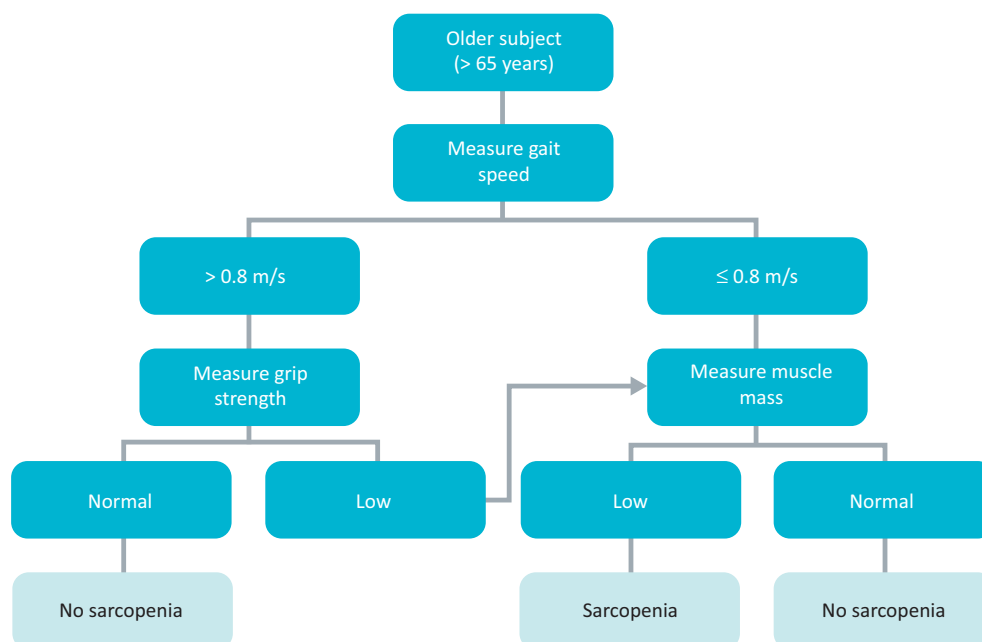 Older subject
(> 65 years)
Measure gait
speed
> 0.8 m/s
≤ 0.8 m/s
Measure grip
strength
Measure muscle
mass
Normal
Low
Low
Normal
No sarcopenia
Sarcopenia
No sarcopenia